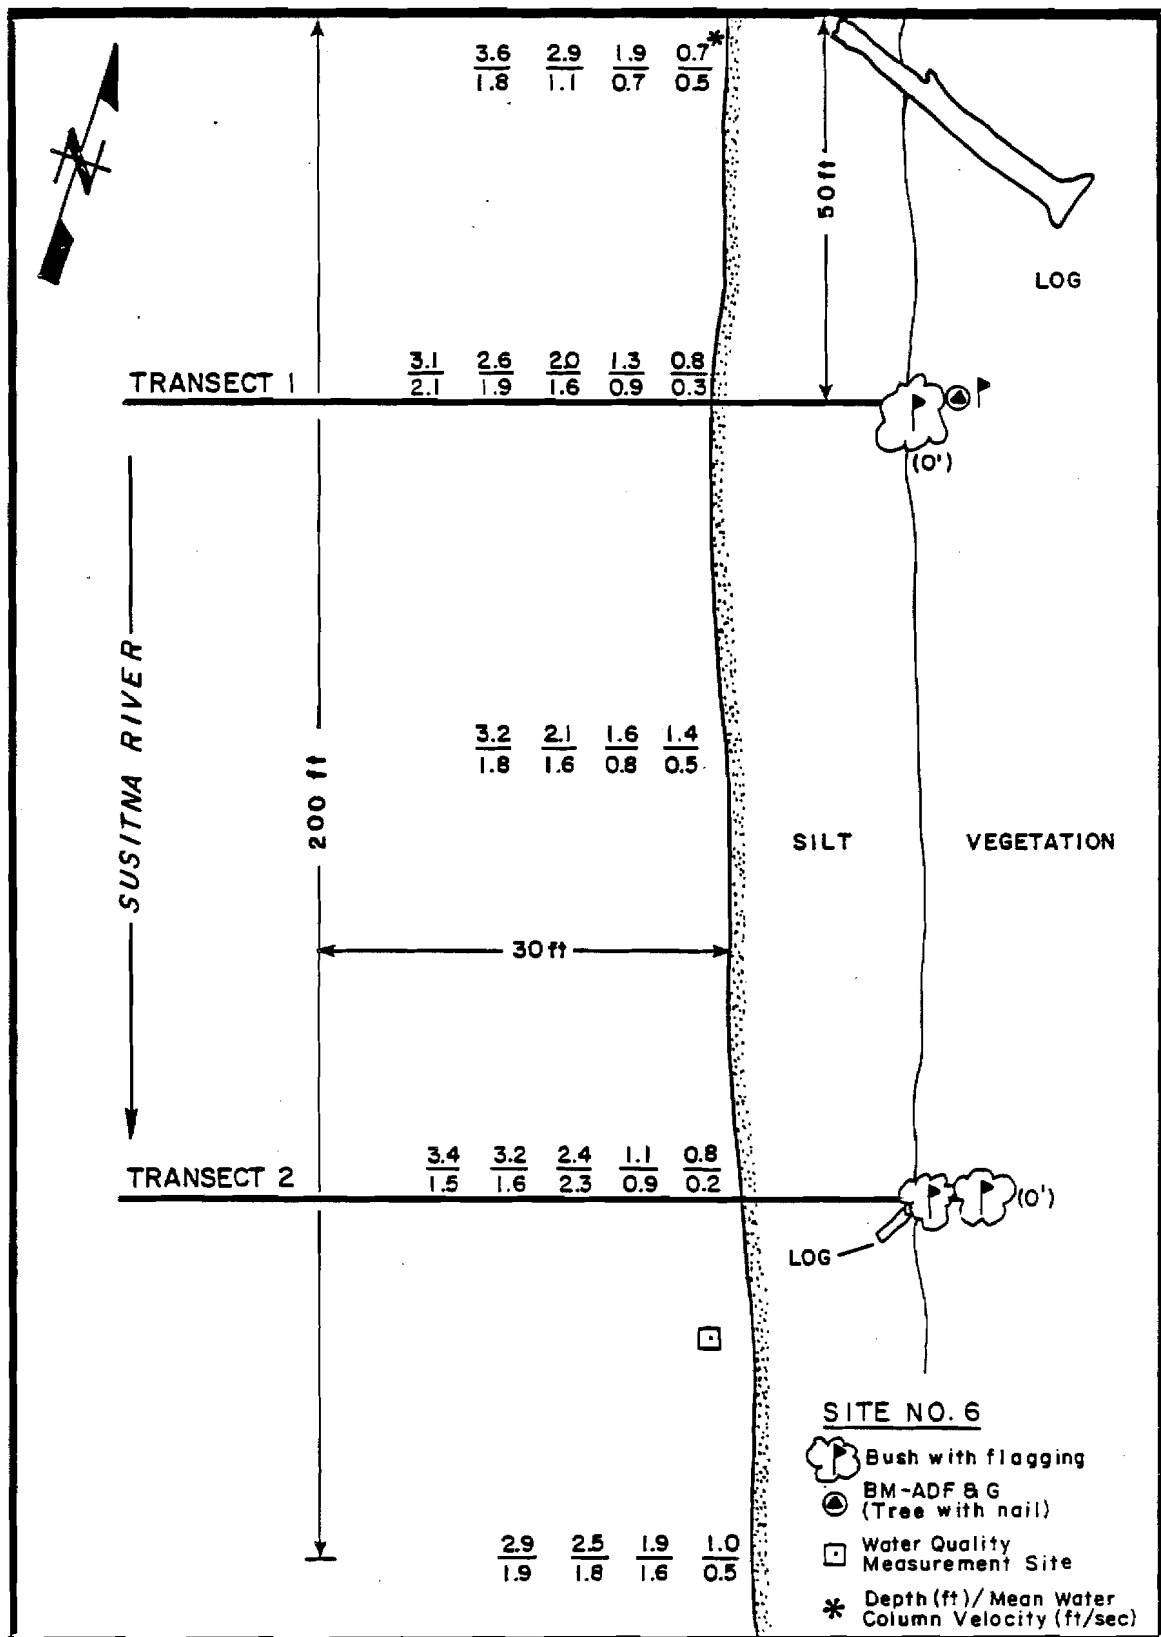 3.6 2.9 1.9 0.7*
1.8 1.1 0.7 0.5
N
50 ft
LOG
TRANSECT 1
3.1 2.6 2.0 1.3 0.8
2.1 1.9 1.6 0.9 0.3
(0')
SUSITNA RIVER
200 ft
3.2 2.1 1.6 1.4
1.8 1.6 0.8 0.5
SILT
VEGETATION
30 ft
TRANSECT 2
3.4 3.2 2.4 1.1 0.8
1.5 1.6 2.3 0.9 0.2
(0')
LOG
2.9 2.5 1.9 1.0
1.9 1.8 1.6 0.5
SITE NO. 6
Bush with flagging
BM-ADF & G
(Tree with nail)
Water Quality
Measurement Site
* Depth (ft) / Mean Water
Column Velocity (ft/sec)